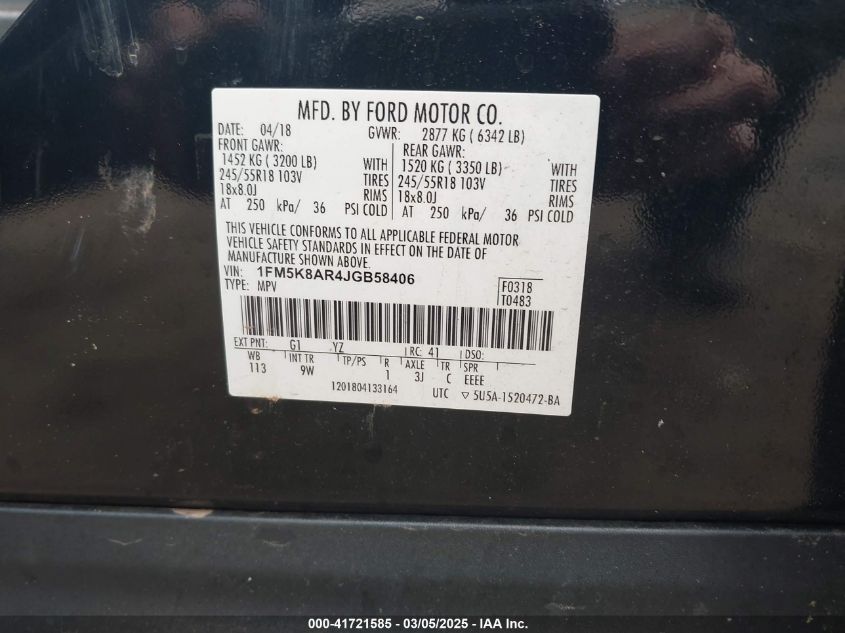 MFD. BY FORD MOTOR CO.
DATE: 04/18 GVWR: 2877 KG ( 6342 LB)
FRONT GAWR: REAR GAWR:
1452 KG ( 3200 LB) WITH 1520 KG ( 3350 LB) WITH
245/55R18 103V TIRES 245/55R18 103V TIRES
18x8.0J RIMS 18x8.0J RIMS
AT 250 kPa/ 36 PSI COLD AT 250 kPa/ 36 PSI COLD
THIS VEHICLE CONFORMS TO ALL APPLICABLE FEDERAL MOTOR
VEHICLE SAFETY STANDARDS IN EFFECT ON THE DATE OF
MANUFACTURE SHOWN ABOVE.
VIN: 1FM5K8AR4JGB58406 F0318
TYPE: MPV T0483
EXT PNT: G1 YZ RC: 41 DSO:
WB INT TR TP/PS R AXLE TR SPR
113 9W 1 3J C EEEE
1201804133164 UTC ▽ 5U5A-1520472-BA
000-41721585 — 03/05/2025 — IAA Inc.